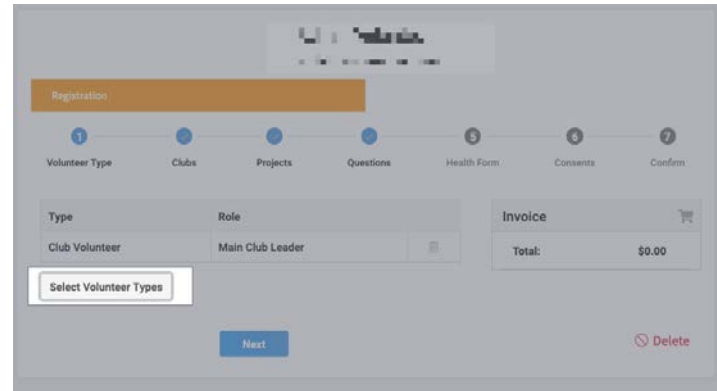 Registration
1 5 6 7
Volunteer Type Clubs Projects Questions Health Form Consents Confirm
Type Role Invoice
Club Volunteer Main Club Leader Total: $0.00
Select Volunteer Types
Next Delete